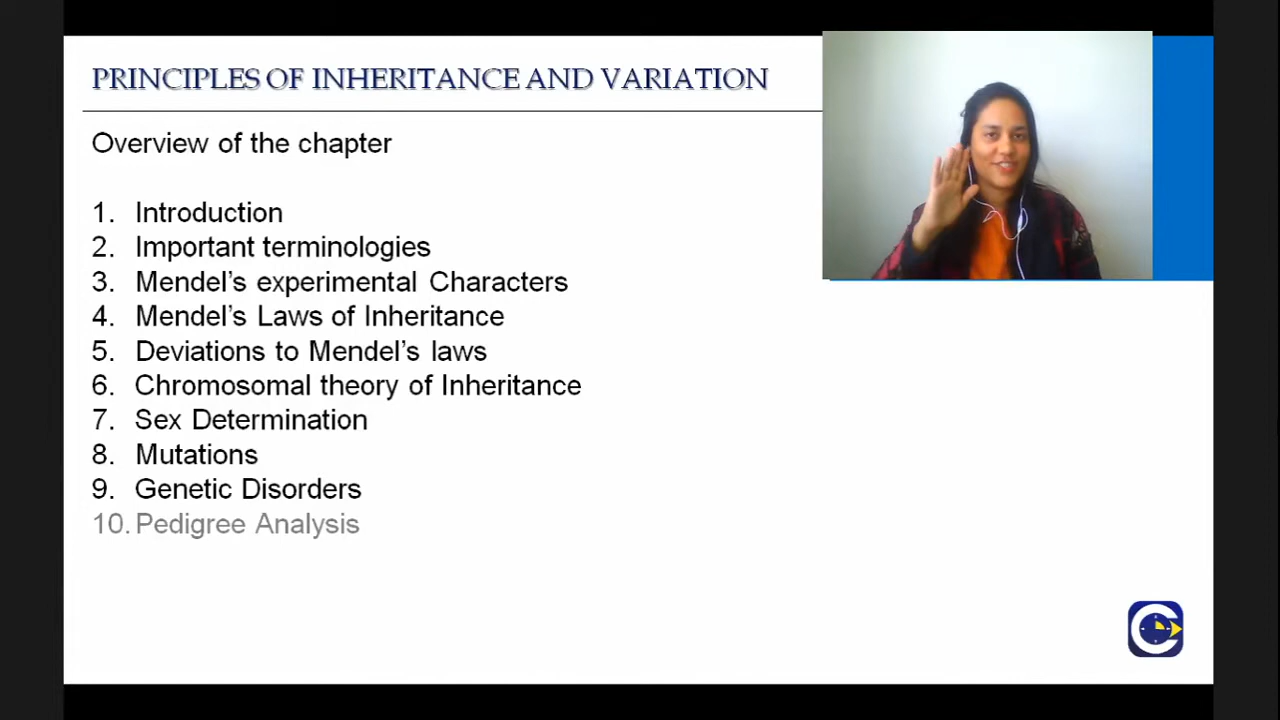 PRINCIPLES OF INHERITANCE AND VARIATION
Overview of the chapter
1. Introduction
2. Important terminologies
3. Mendel's experimental Characters
4. Mendel's Laws of Inheritance
5. Deviations to Mendel's laws
6. Chromosomal theory of Inheritance
7. Sex Determination
8. Mutations
9. Genetic Disorders
10. Pedigree Analysis